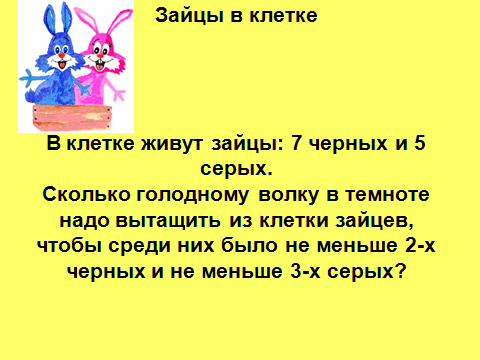 Зайцы в клетке
В клетке живут зайцы: 7 черных и 5
серых.
Сколько голодному волку в темноте
надо вытащить из клетки зайцев,
чтобы среди них было не меньше 2-х
черных и не меньше 3-х серых?